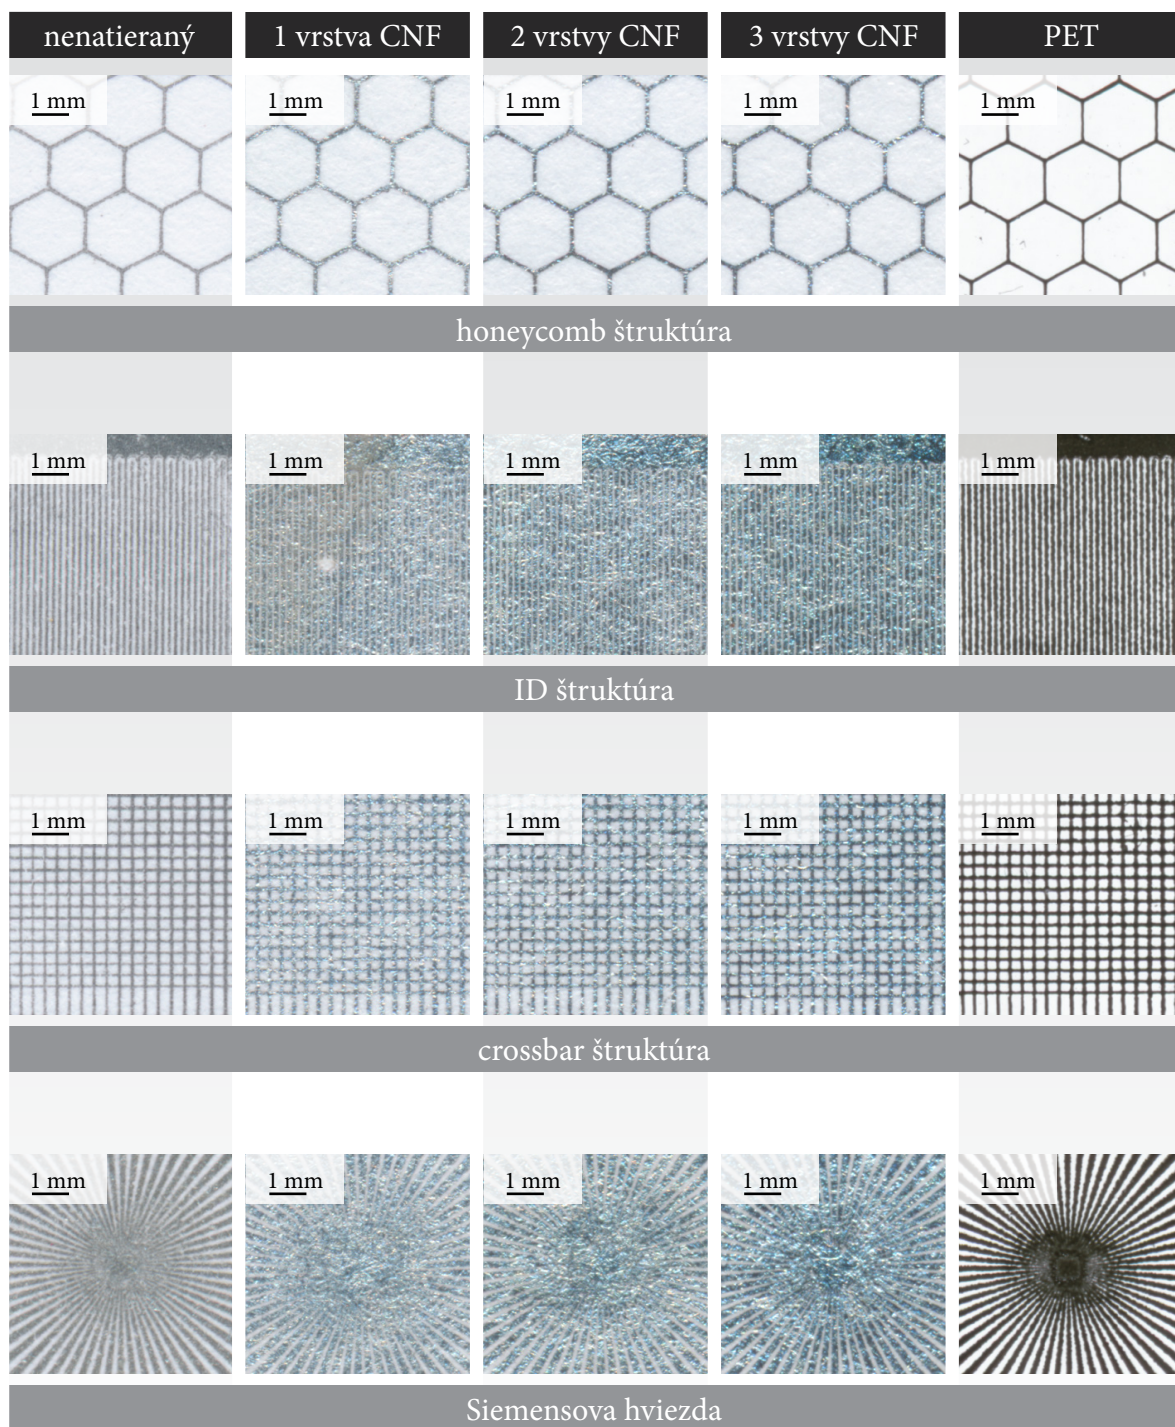 nenatieraný 1 vrstva CNF 2 vrstvy CNF 3 vrstvy CNF PET
1 mm 1 mm 1 mm 1 mm 1 mm
honeycomb štruktúra
1 mm 1 mm 1 mm 1 mm 1 mm
ID štruktúra
1 mm 1 mm 1 mm 1 mm 1 mm
crossbar štruktúra
1 mm 1 mm 1 mm 1 mm 1 mm
Siemensova hviezda